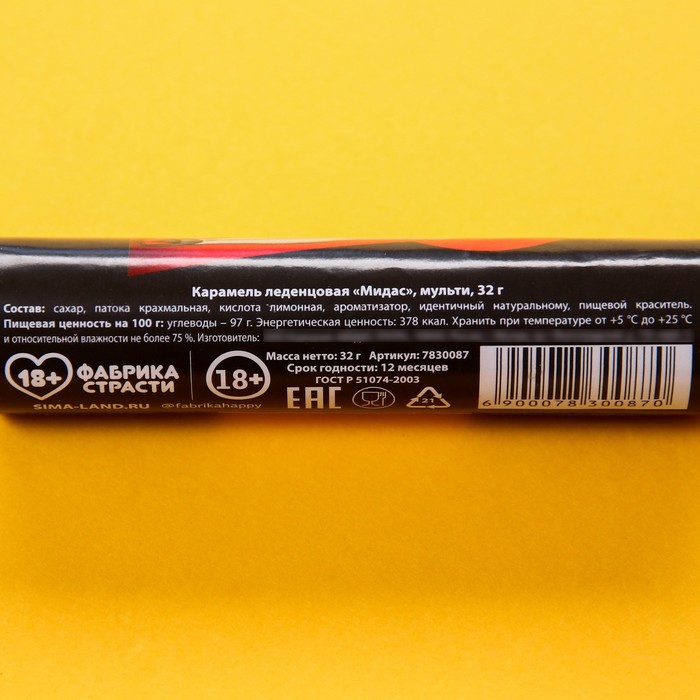 Карамель леденцовая «Мидас», мульти, 32 г
Состав: сахар, патока крахмальная, кислота лимонная, ароматизатор, идентичный натуральному, пищевой краситель.
Пищевая ценность на 100 г: углеводы – 97 г. Энергетическая ценность: 378 ккал. Хранить при температуре от +5 °С до +25 °С
и относительной влажности не более 75 %. Изготовитель:
18+ ФАБРИКА СТРАСТИ
SIMA-LAND.RU @fabrikahappy
18+
Масса нетто: 32 г Артикул: 7830087
Срок годности: 12 месяцев
ГОСТ Р 51074-2003
EAC
21
6 900078 300870